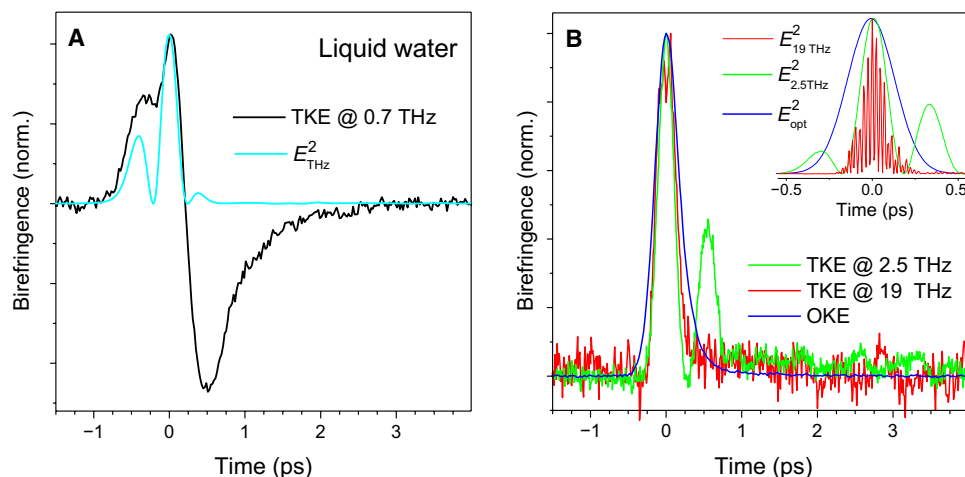 A
Liquid water
TKE @ 0.7 THz
E²THz
Birefringence (norm.)
−1 0 1 2 3
Time (ps)
B
E²19 THz
E²2.5THz
E²opt
−0.5 0.0 0.5
Time (ps)
TKE @ 2.5 THz
TKE @ 19 THz
OKE
Birefringence (norm.)
−1 0 1 2 3
Time (ps)